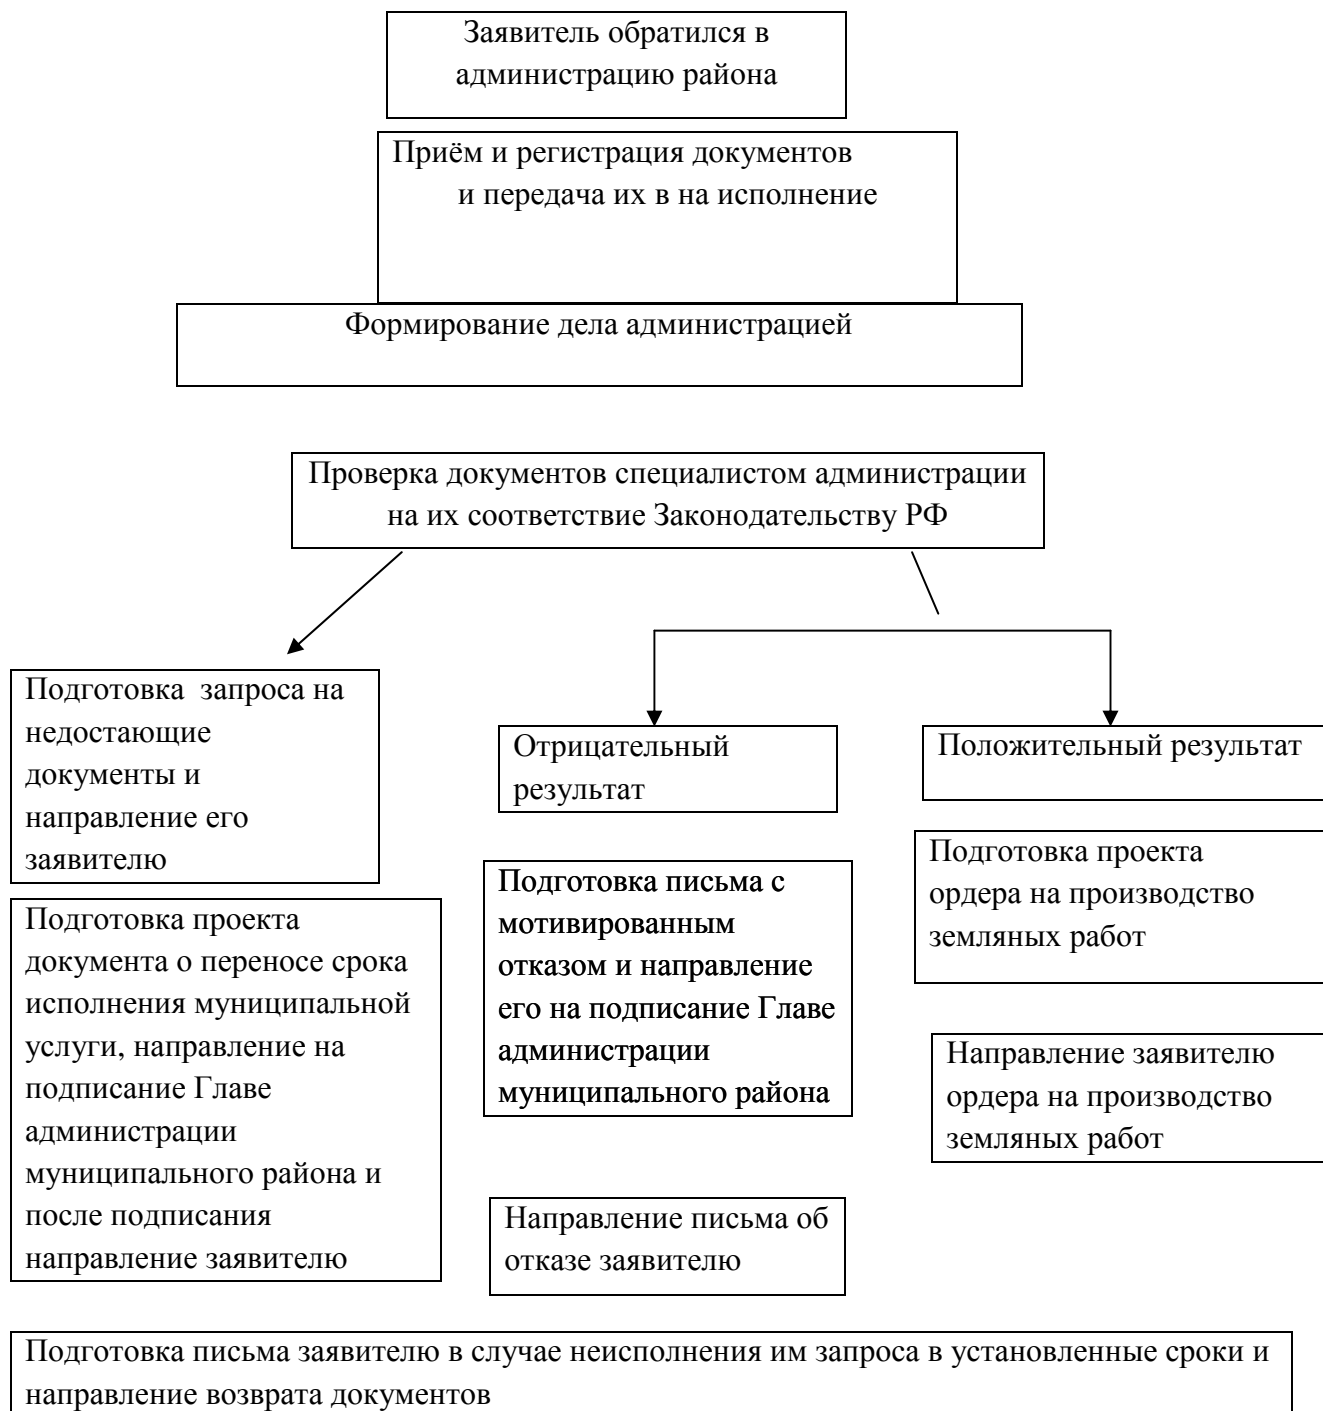 Заявитель обратился в
администрацию района
Приём и регистрация документов
и передача их в на исполнение
Формирование дела администрацией
Проверка документов специалистом администрации
на их соответствие Законодательству РФ
Подготовка запроса на
недостающие
документы и
направление его
заявителю
Подготовка проекта
документа о переносе срока
исполнения муниципальной
услуги, направление на
подписание Главе
администрации
муниципального района и
после подписания
направление заявителю
Отрицательный
результат
Подготовка письма с
мотивированным
отказом и направление
его на подписание Главе
администрации
муниципального района
Направление письма об
отказе заявителю
Положительный результат
Подготовка проекта
ордера на производство
земляных работ
Направление заявителю
ордера на производство
земляных работ
Подготовка письма заявителю в случае неисполнения им запроса в установленные сроки и
направление возврата документов